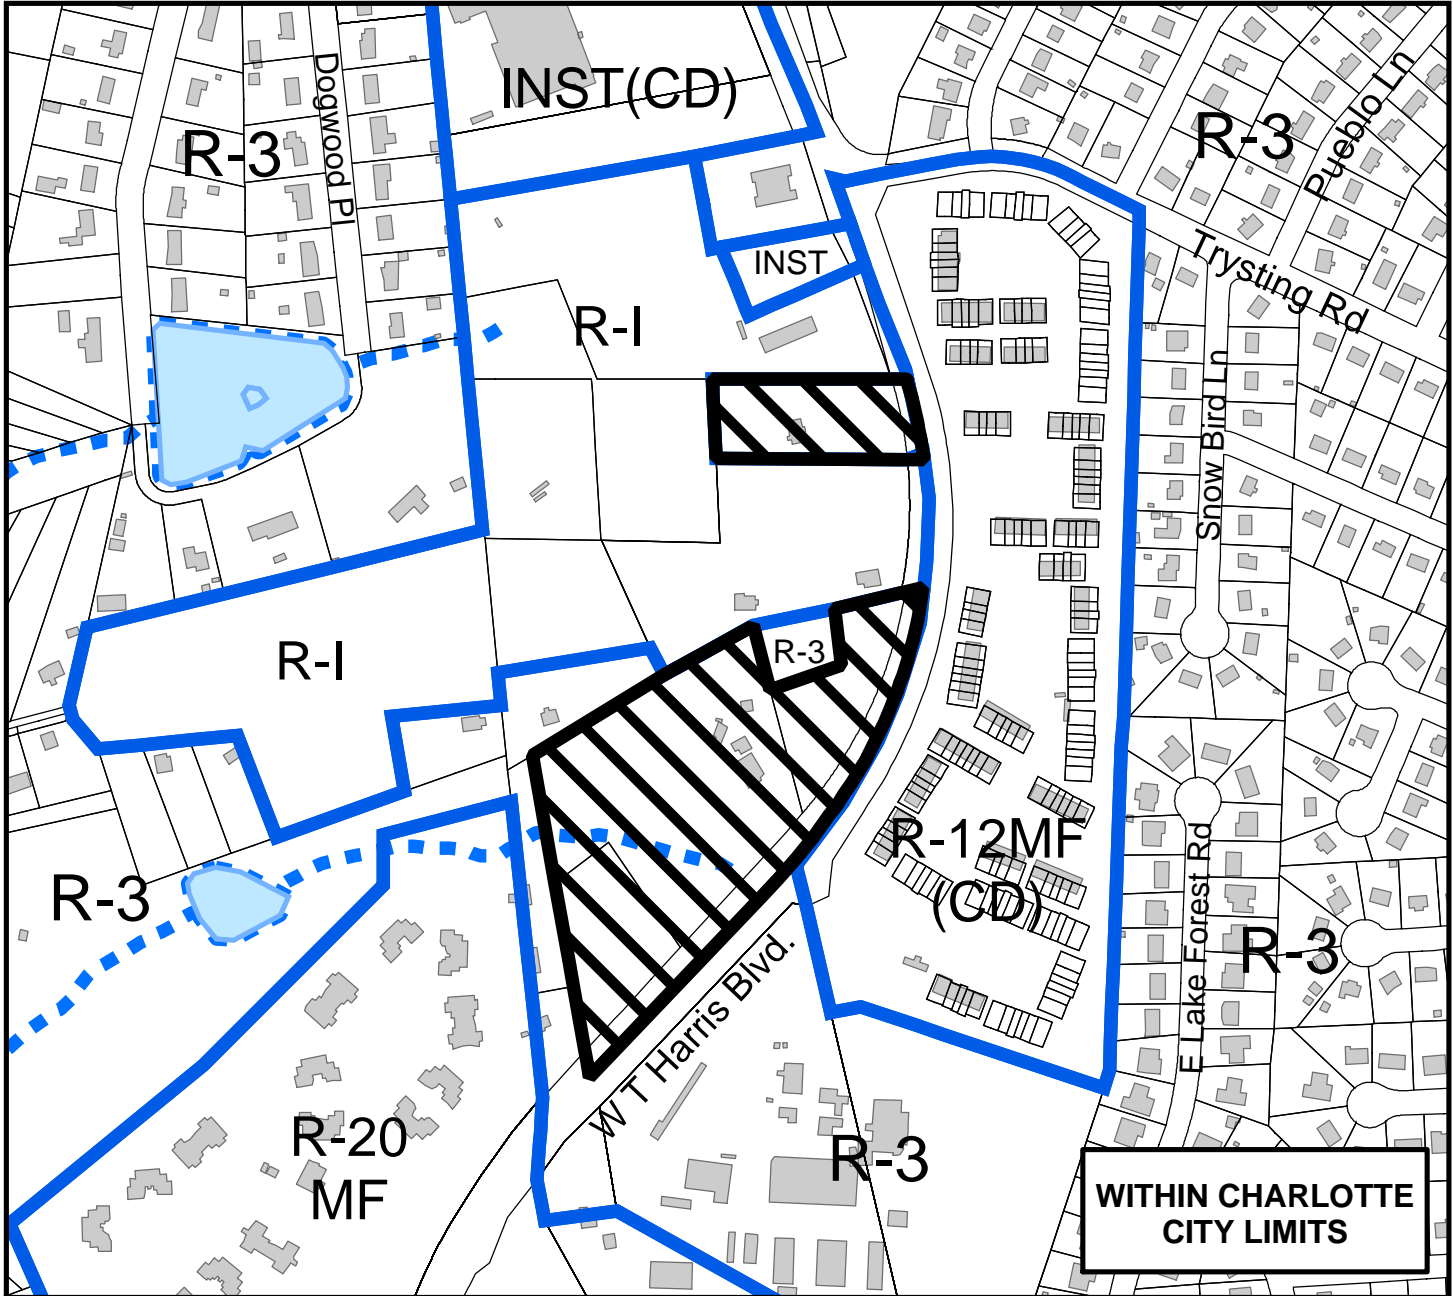 INST(CD)
Dogwood Pl
R-3
R-3
Pueblo Ln
INST
Trysting Rd
R-I
Snow Bird Ln
R-I
R-3
R-12MF
(CD)
R-3
E Lake Forest Rd
R-3
W T Harris Blvd.
R-20
MF
R-3
WITHIN CHARLOTTE
CITY LIMITS